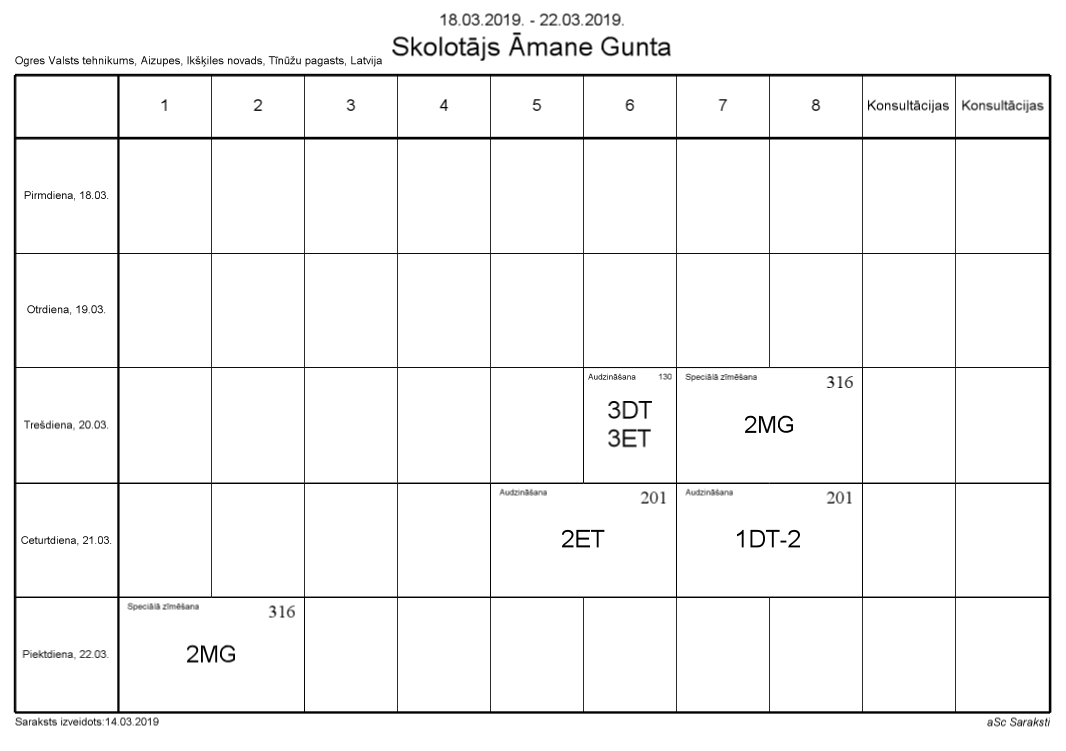 18.03.2019. - 22.03.2019.
Skolotājs Āmane Gunta
Ogres Valsts tehnikums, Aizupes, Ikšķiles novads, Tīnūžu pagasts, Latvija
1 2 3 4 5 6 7 8 Konsultācijas Konsultācijas
Pirmdiena, 18.03.
Otrdiena, 19.03.
Trešdiena, 20.03.
Audzināšana 130
3DT
3ET
Speciālā zīmēšana 316
2MG
Ceturtdiena, 21.03.
Audzināšana 201
2ET
Audzināšana 201
1DT-2
Piektdiena, 22.03.
Speciālā zīmēšana 316
2MG
Saraksts izveidots:14.03.2019
aSc Saraksti